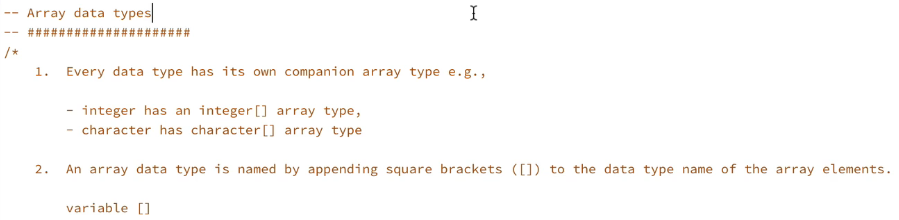 -- Array data types
-- #####################
/*
1. Every data type has its own companion array type e.g.,
- integer has an integer[] array type,
- character has character[] array type
2. An array data type is named by appending square brackets ([]) to the data type name of the array elements.
variable []